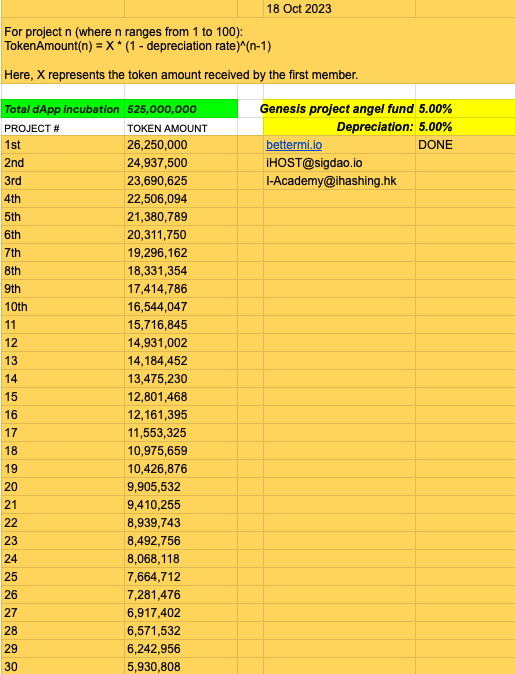 18 Oct 2023
For project n (where n ranges from 1 to 100):
TokenAmount(n) = X * (1 - depreciation rate)^(n-1)
Here, X represents the token amount received by the first member.
Total dApp incubation 525,000,000 Genesis project angel fund 5.00%
PROJECT # TOKEN AMOUNT Depreciation: 5.00%
1st 26,250,000 bettermi.io DONE
2nd 24,937,500 iHOST@sigdao.io
3rd 23,690,625 I-Academy@ihashing.hk
4th 22,506,094
5th 21,380,789
6th 20,311,750
7th 19,296,162
8th 18,331,354
9th 17,414,786
10th 16,544,047
11 15,716,845
12 14,931,002
13 14,184,452
14 13,475,230
15 12,801,468
16 12,161,395
17 11,553,325
18 10,975,659
19 10,426,876
20 9,905,532
21 9,410,255
22 8,939,743
23 8,492,756
24 8,068,118
25 7,664,712
26 7,281,476
27 6,917,402
28 6,571,532
29 6,242,956
30 5,930,808